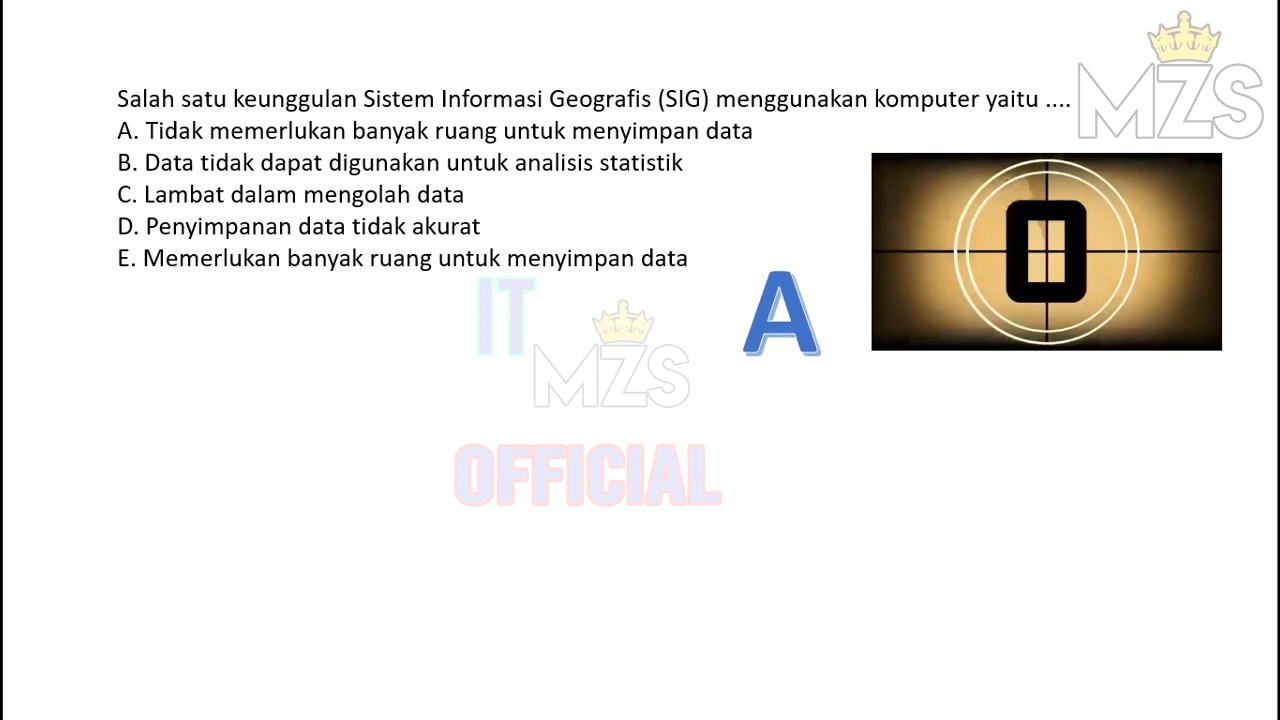 MZS
Salah satu keunggulan Sistem Informasi Geografis (SIG) menggunakan komputer yaitu ....
A. Tidak memerlukan banyak ruang untuk menyimpan data
B. Data tidak dapat digunakan untuk analisis statistik
C. Lambat dalam mengolah data
D. Penyimpanan data tidak akurat
E. Memerlukan banyak ruang untuk menyimpan data
0
A
IT
MZS
OFFICIAL